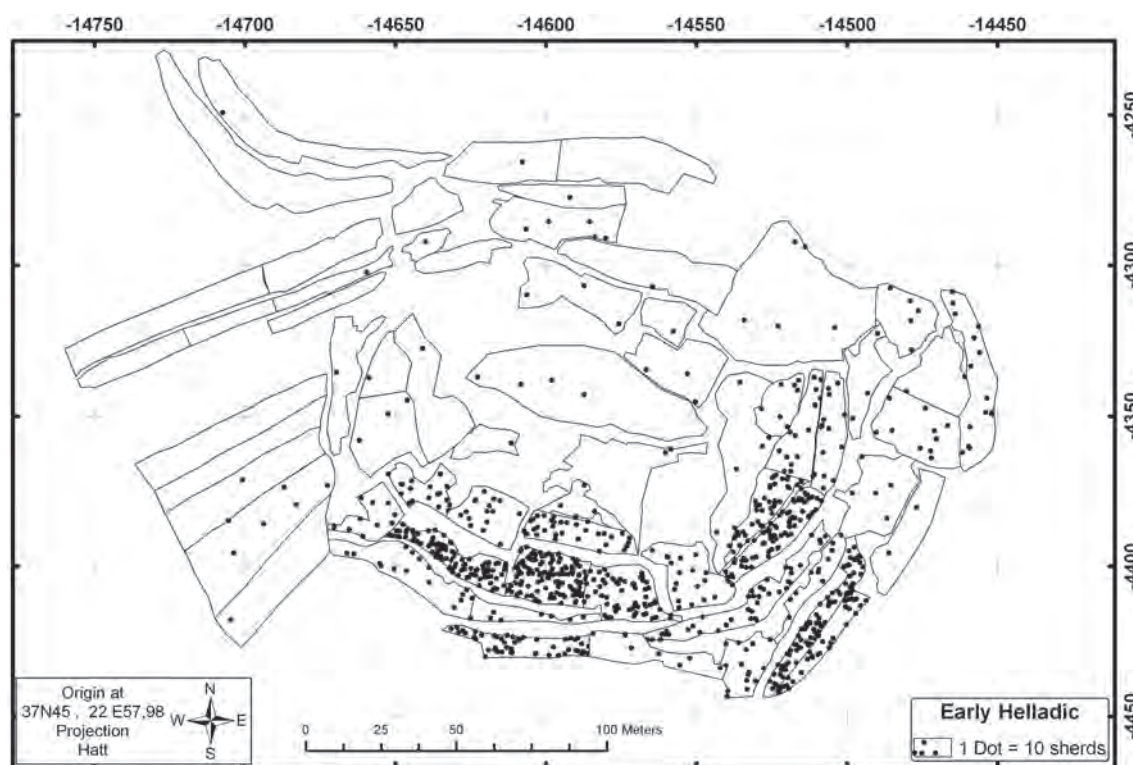 -14750 -14700 -14650 -14600 -14550 -14500 -14450
-4250
-4300
-4350
-4400
-4450
Origin at
37N45 , 22 E57,98
Projection
Hatt
N
W E
S
0 25 50 100 Meters
Early Helladic
1 Dot = 10 sherds